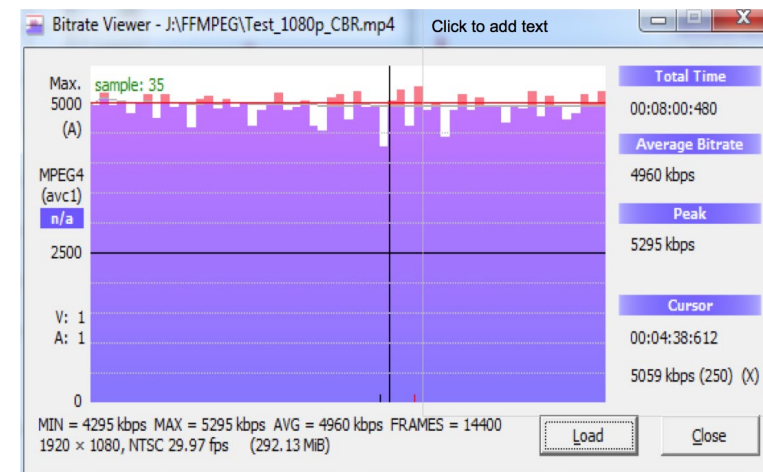 Bitrate Viewer - J:\FFMPEG\Test_1080p_CBR.mp4
Click to add text
X
Max.
5000
(A)
MPEG4
(avc1)
n/a
2500
V: 1
A: 1
0
sample: 35
Total Time
00:08:00:480
Average Bitrate
4960 kbps
Peak
5295 kbps
Cursor
00:04:38:612
5059 kbps (250) (X)
MIN = 4295 kbps MAX = 5295 kbps AVG = 4960 kbps FRAMES = 14400
1920 × 1080, NTSC 29.97 fps (292.13 MiB)
Load
Close